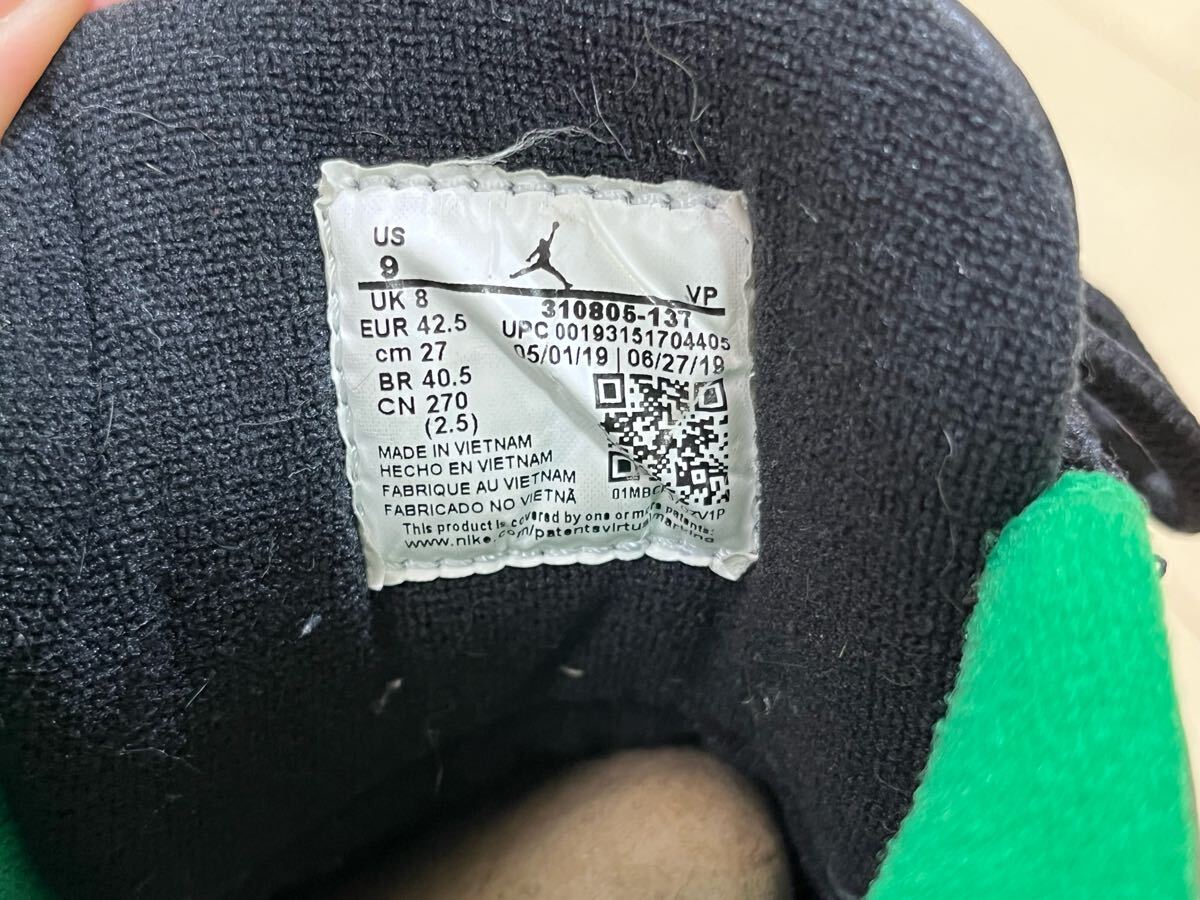 US
9
VP
UK 8
310805-137
EUR 42.5
UPC 00193151704405
cm 27
05/01/19 | 06/27/19
BR 40.5
CN 270
(2.5)
MADE IN VIETNAM
HECHO EN VIETNAM
FABRIQUE AU VIETNAM
FABRICADO NO VIETNÃ
This product is covered by one or more patents:
www.nike.com/patentsvirtualmarking